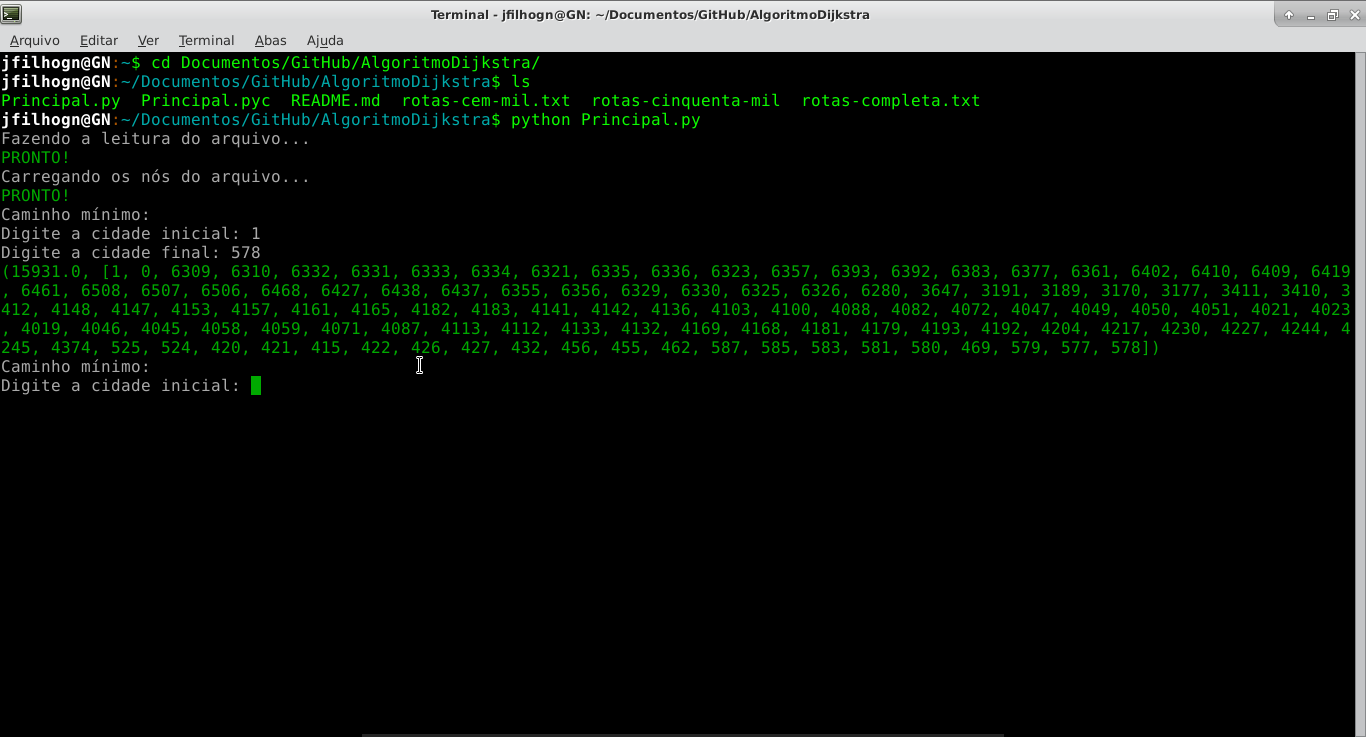 Terminal - jfilhogn@GN: ~/Documentos/GitHub/AlgoritmoDijkstra
Arquivo Editar Ver Terminal Abas Ajuda
jfilhogn@GN:~$ cd Documentos/GitHub/AlgoritmoDijkstra/
jfilhogn@GN:~/Documentos/GitHub/AlgoritmoDijkstra$ ls
Principal.py  Principal.pyc  README.md  rotas-cem-mil.txt  rotas-cinquenta-mil  rotas-completa.txt
jfilhogn@GN:~/Documentos/GitHub/AlgoritmoDijkstra$ python Principal.py
Fazendo a leitura do arquivo...
PRONTO!
Carregando os nós do arquivo...
PRONTO!
Caminho mínimo:
Digite a cidade inicial: 1
Digite a cidade final: 578
(15931.0, [1, 0, 6309, 6310, 6332, 6331, 6333, 6334, 6321, 6335, 6336, 6323, 6357, 6393, 6392, 6383, 6377, 6361, 6402, 6410, 6409, 6419
, 6461, 6508, 6507, 6506, 6468, 6427, 6438, 6437, 6355, 6356, 6329, 6330, 6325, 6326, 6280, 3647, 3191, 3189, 3170, 3177, 3411, 3410, 3
412, 4148, 4147, 4153, 4157, 4161, 4165, 4182, 4183, 4141, 4142, 4136, 4103, 4100, 4088, 4082, 4072, 4047, 4049, 4050, 4051, 4021, 4023
, 4019, 4046, 4045, 4058, 4059, 4071, 4087, 4113, 4112, 4133, 4132, 4169, 4168, 4181, 4179, 4193, 4192, 4204, 4217, 4230, 4227, 4244, 4
245, 4374, 525, 524, 420, 421, 415, 422, 426, 427, 432, 456, 455, 462, 587, 585, 583, 581, 580, 469, 579, 577, 578])
Caminho mínimo:
Digite a cidade inicial: